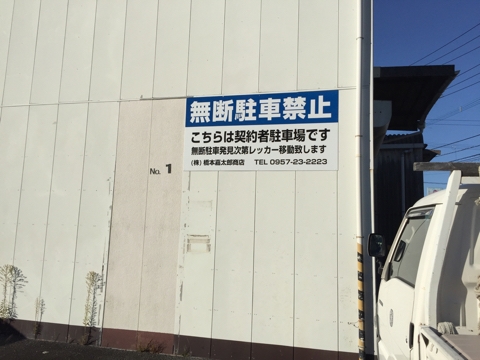 無断駐車禁止
こちらは契約者駐車場です
無断駐車発見次第レッカー移動致します
(株)橋本嘉太郎商店 TEL 0957-23-2223
No. 1